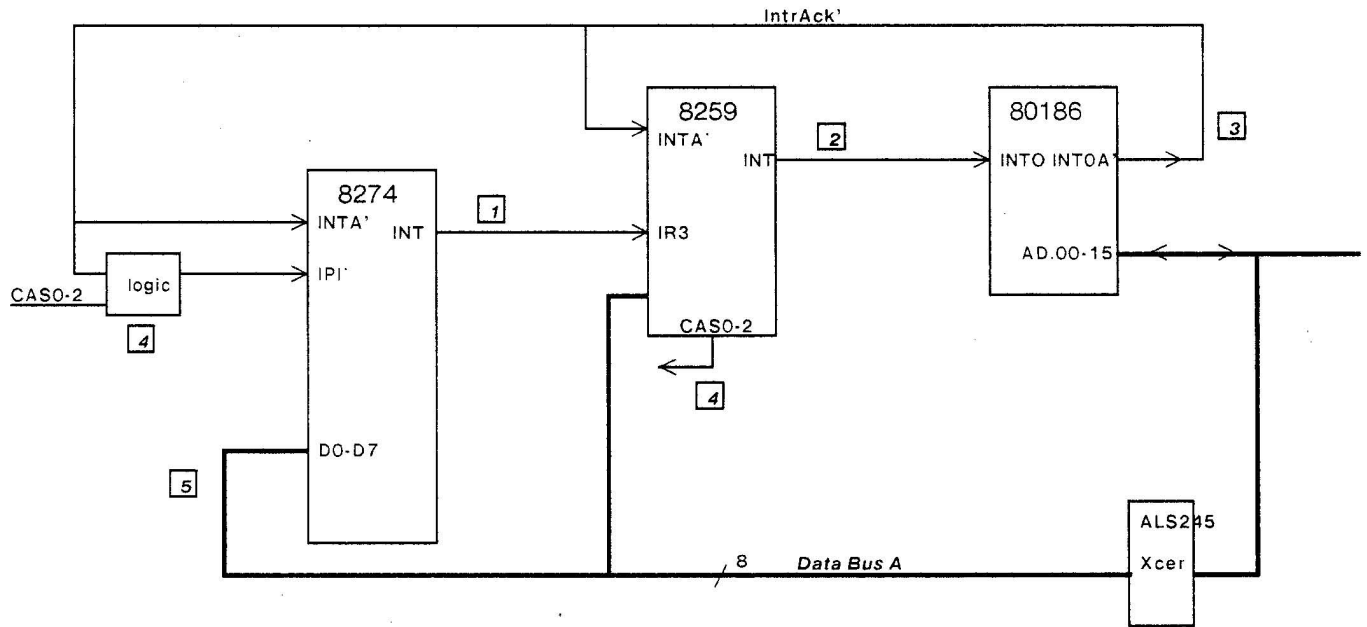 IntrAck'
8259
INTA'
INT
IR3
CAS0-2
80186
INTO INTOA'
AD.00-15
8274
INTA'
INT
IPI'
D0-D7
logic
CAS0-2
1
2
3
4
4
5
8
Data Bus A
ALS245
Xcer